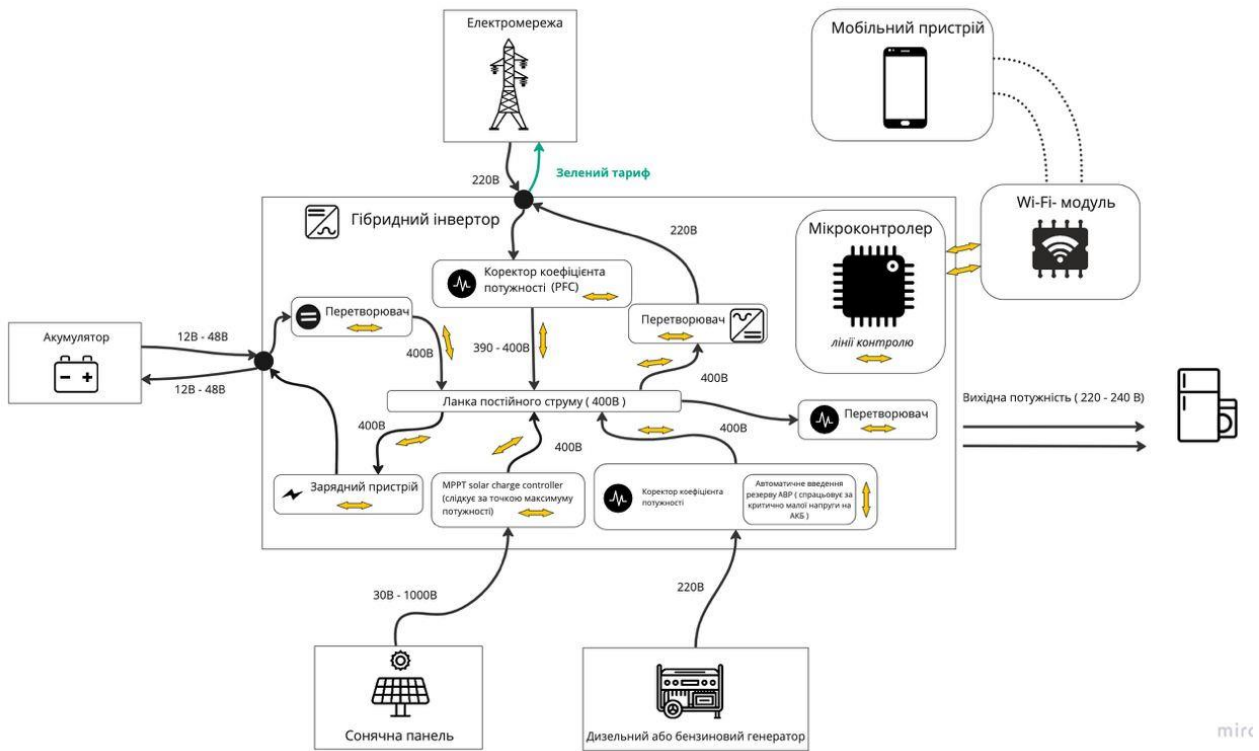 Електромережа
Мобільний пристрій
220В
Зелений тариф
Гібридний інвертор
220В
Мікроконтролер
лінії контролю
Wi-Fi- модуль
Коректор коефіцієнта
потужності (PFC)
Перетворювач
Перетворювач
Акумулятор
12В - 48В
12В - 48В
400В
390 - 400В
400В
Ланка постійного струму ( 400В )
Перетворювач
Вихідна потужність ( 220 - 240 В)
400В
400В
400В
Зарядний пристрій
MPPT solar charge controller
(слідкує за точкою максимуму
потужності)
Коректор коефіцієнта
потужності
Автоматичне введення
резерву АВР ( спрацьовує за
критично малої напруги на
АКБ )
30В - 1000В
220В
Сонячна панель
Дизельний або бензиновий генератор